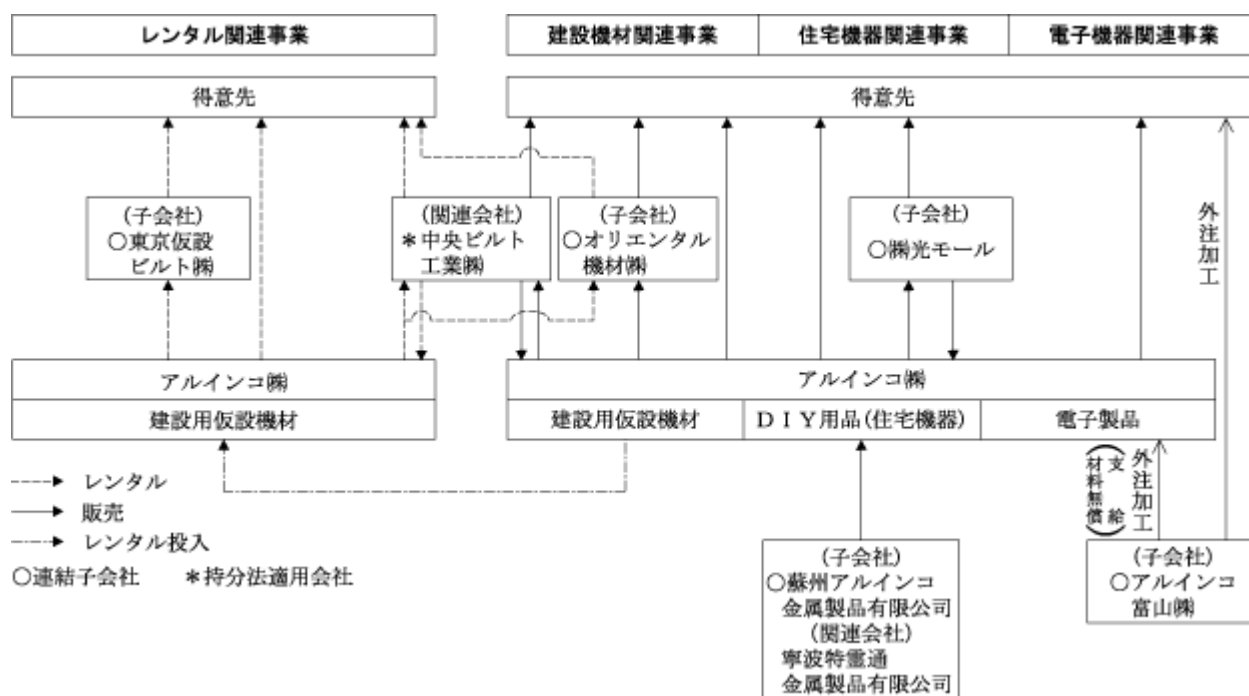 レンタル関連事業
建設機材関連事業
住宅機器関連事業
電子機器関連事業
得意先
得意先
(子会社)
○東京仮設
ビルト㈱
(関連会社)
*中央ビルト
工業㈱
(子会社)
○オリエンタル
機材㈱
(子会社)
○㈱光モール
外注加工
アルインコ㈱
建設用仮設機材
アルインコ㈱
建設用仮設機材
DIY用品(住宅機器)
電子製品
レンタル
販売
レンタル投入
○連結子会社 *持分法適用会社
外注加工
(材料無償
支給)
(子会社)
○蘇州アルインコ
金属製品有限公司
(関連会社)
寧波特霊通
金属製品有限公司
(子会社)
○アルインコ
富山㈱